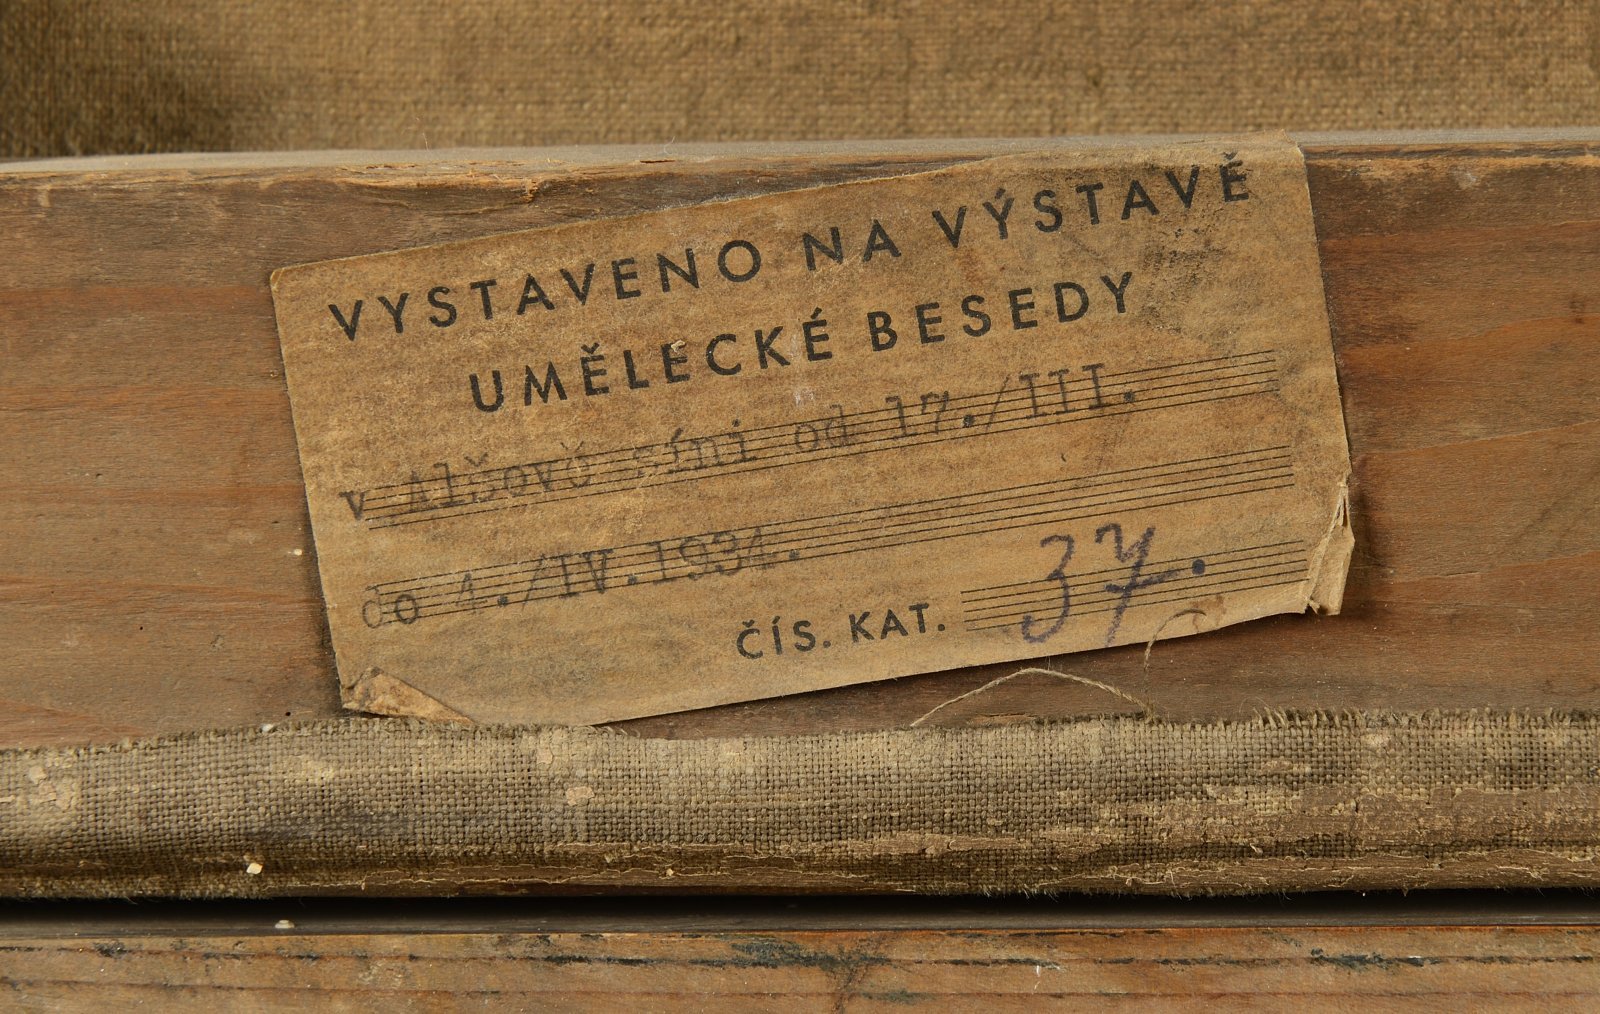 VYSTAVENO NA VÝSTAVĚ
UMĚLECKÉ BESEDY
v Alšově síni od 17./III.
do 4./IV.1934.
ČÍS. KAT. 37.